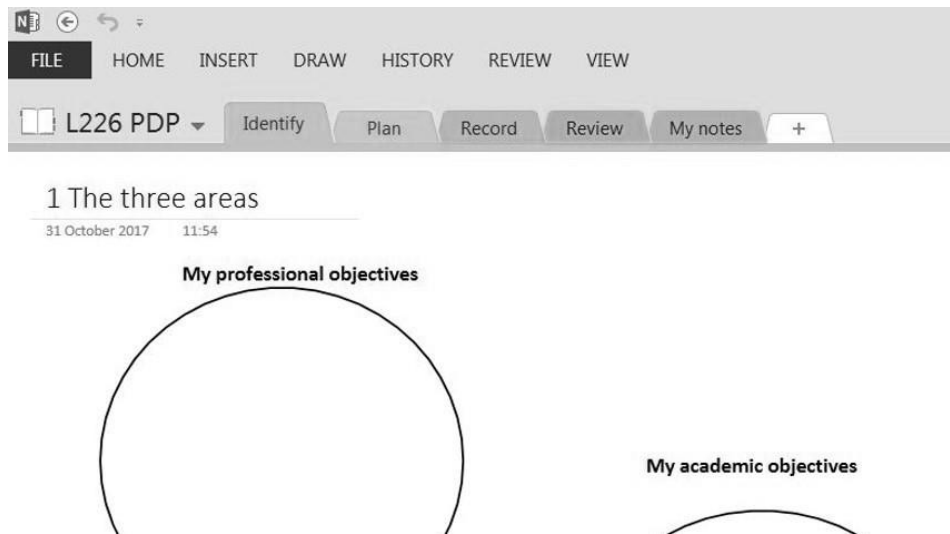 N
FILE HOME INSERT DRAW HISTORY REVIEW VIEW
L226 PDP Identify Plan Record Review My notes +
1 The three areas
31 October 2017 11:54
My professional objectives
My academic objectives